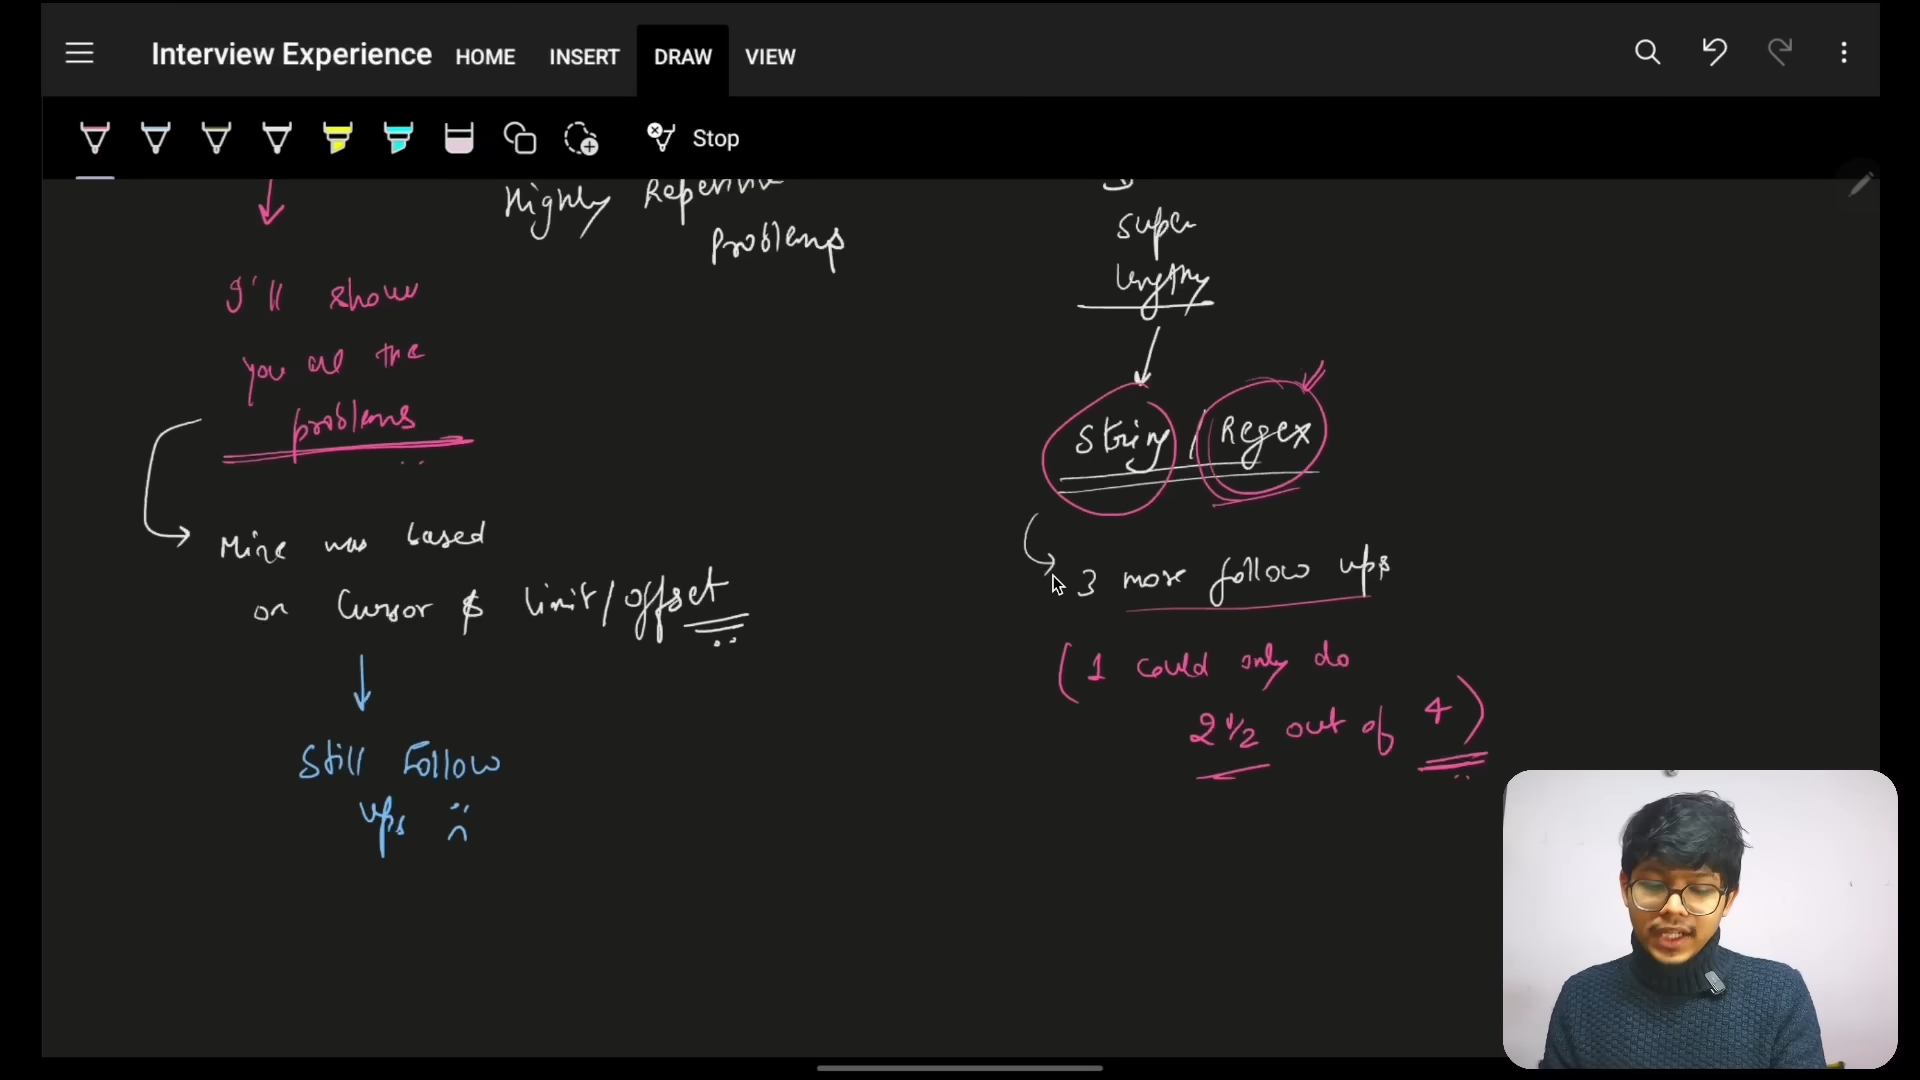 Interview Experience HOME INSERT DRAW VIEW
Stop
Highly Repetitive
Problems
I'll show
you all the
problems
Mine was based
on Cursor & limit/offset
Still Follow
ups
super
lengthy
String / Regex
3 more follow ups
(I could only do
2 1/2 out of 4)